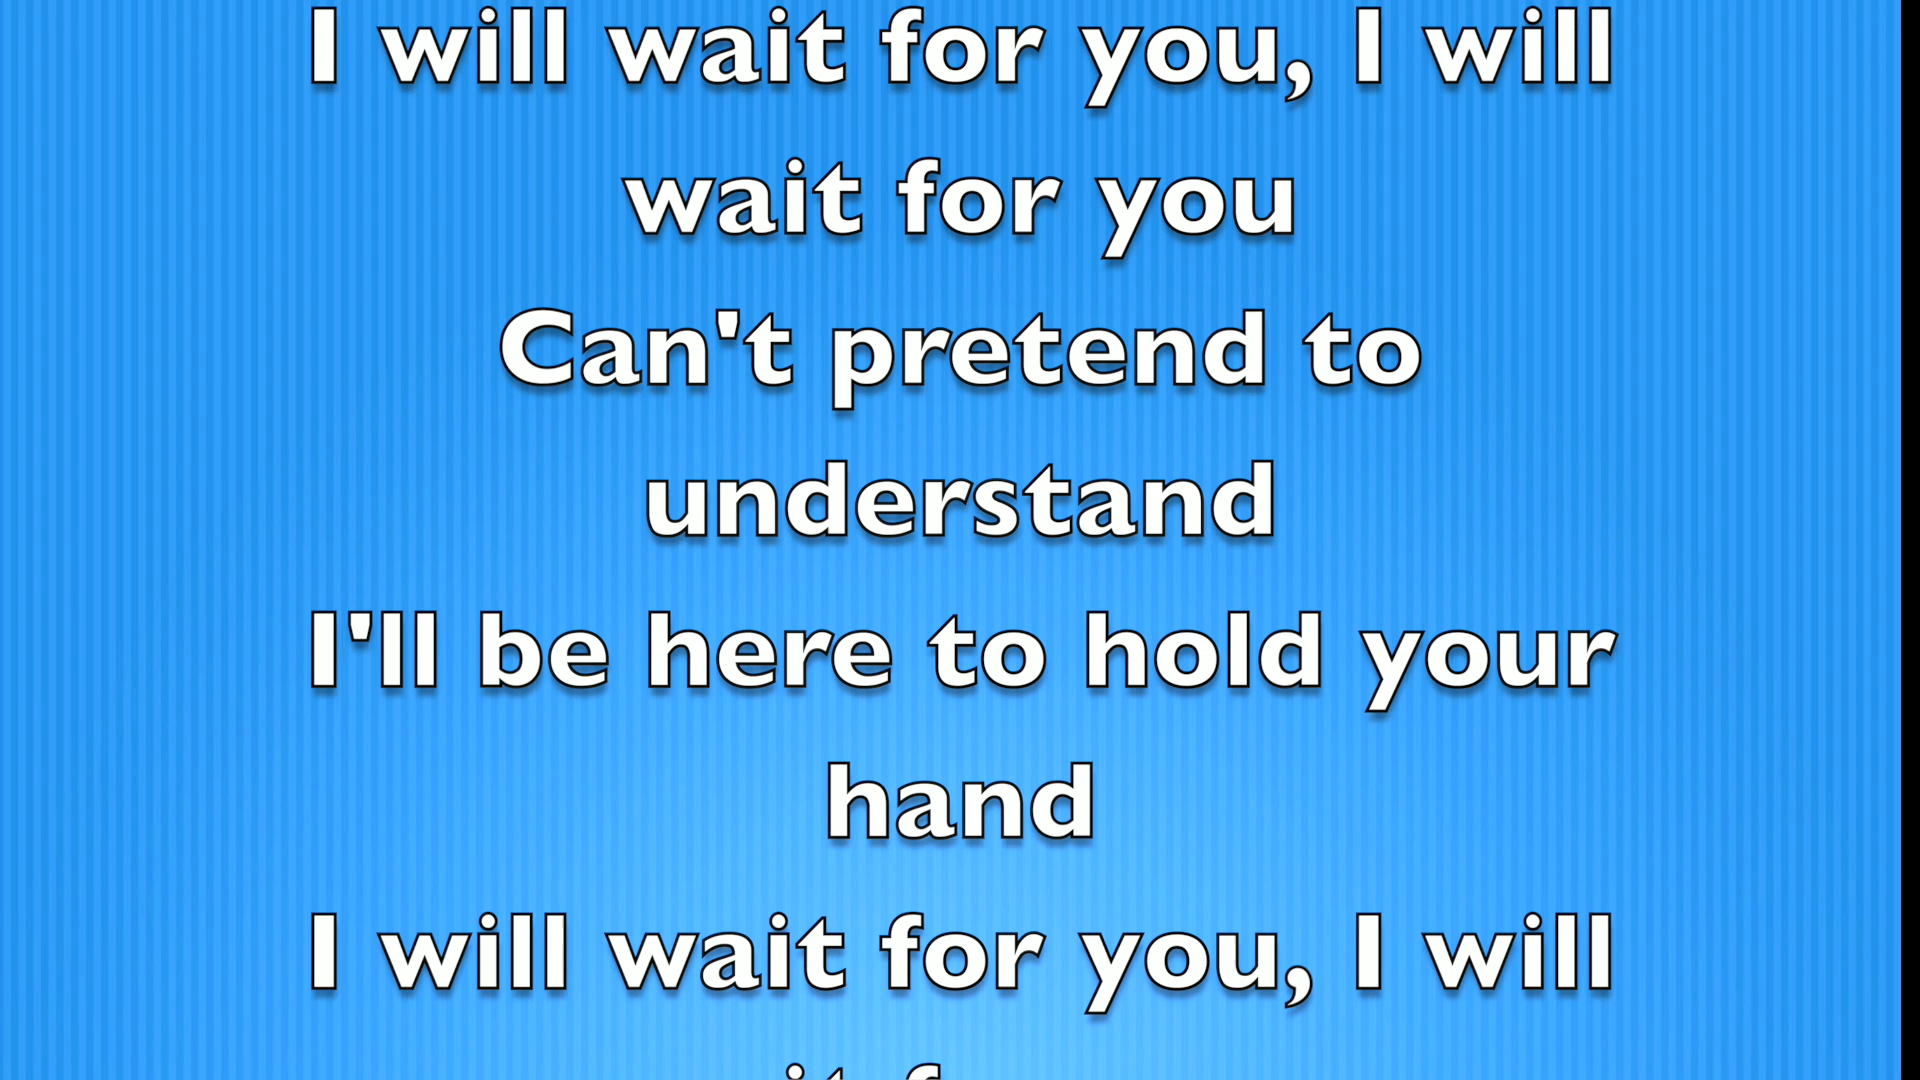 I will wait for you, I will
wait for you
Can't pretend to
understand
I'll be here to hold your
hand
I will wait for you, I will